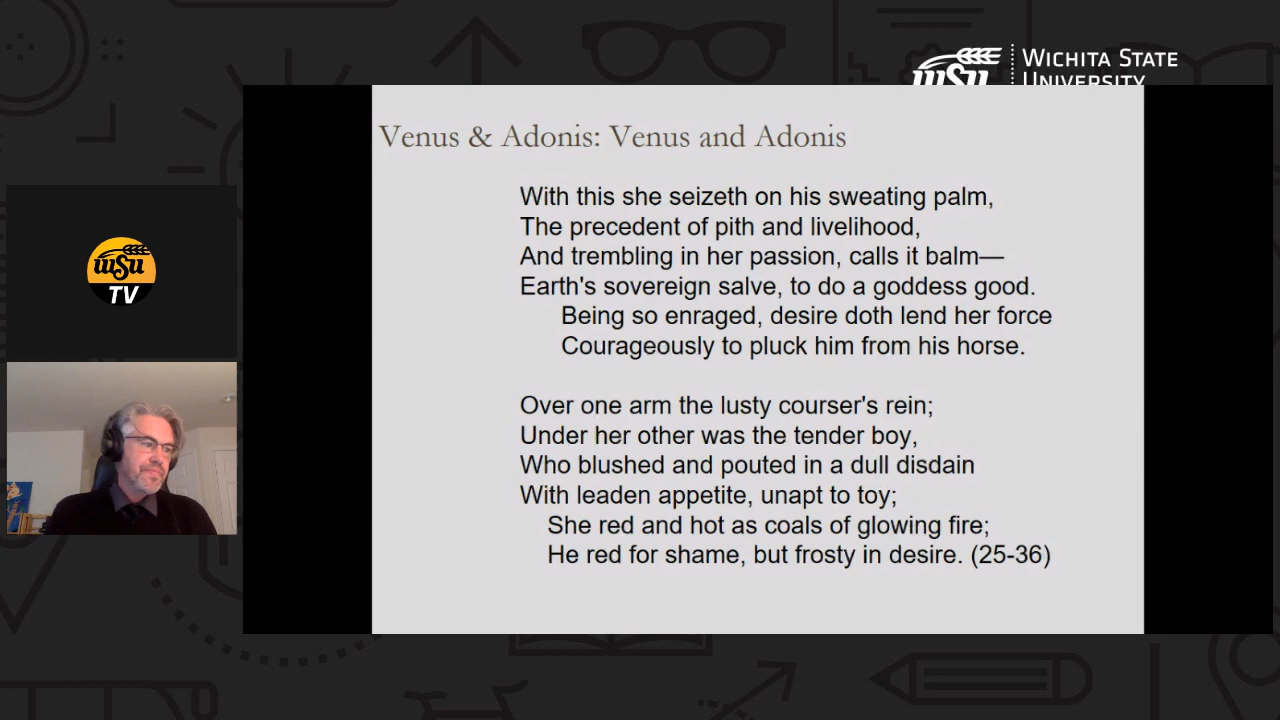 wsu
WICHITA STATE
UNIVERSITY
Venus & Adonis: Venus and Adonis
With this she seizeth on his sweating palm,
The precedent of pith and livelihood,
And trembling in her passion, calls it balm—
Earth's sovereign salve, to do a goddess good.
Being so enraged, desire doth lend her force
Courageously to pluck him from his horse.
Over one arm the lusty courser's rein;
Under her other was the tender boy,
Who blushed and pouted in a dull disdain
With leaden appetite, unapt to toy;
She red and hot as coals of glowing fire;
He red for shame, but frosty in desire. (25-36)
wsu
TV